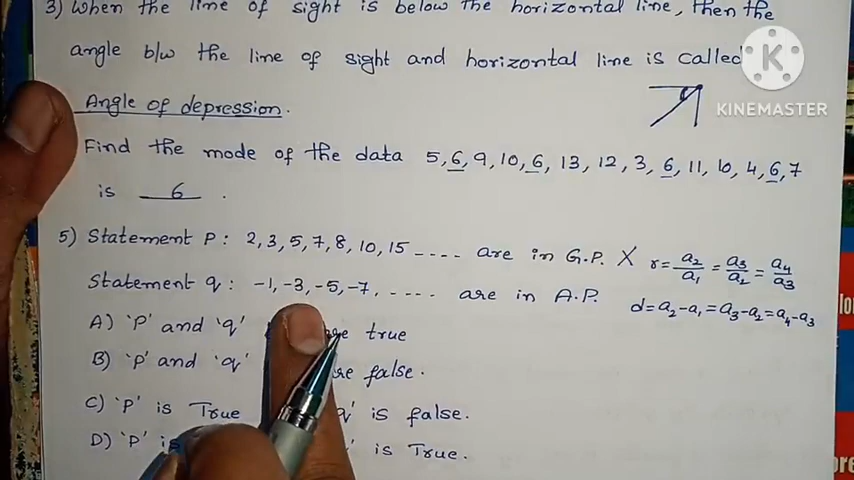 3) When the line of sight is below the horizontal line, then the
angle b/w the line of sight and horizontal line is called
Angle of depression.
K
KINEMASTER
Find the mode of the data 5, 6, 9, 10, 6, 13, 12, 3, 6, 11, 10, 4, 6, 7
is 6 .
5) Statement P: 2, 3, 5, 7, 8, 10, 15 ---- are in G.P. X r = a2/a1 = a3/a2 = a4/a3
Statement q: -1, -3, -5, -7, ---- are in A.P. d = a2-a1 = a3-a2 = a4-a3
A) 'P' and 'q' true
B) 'P' and 'q' are false.
C) 'P' is True 'q' is false.
D) 'P' is is True.